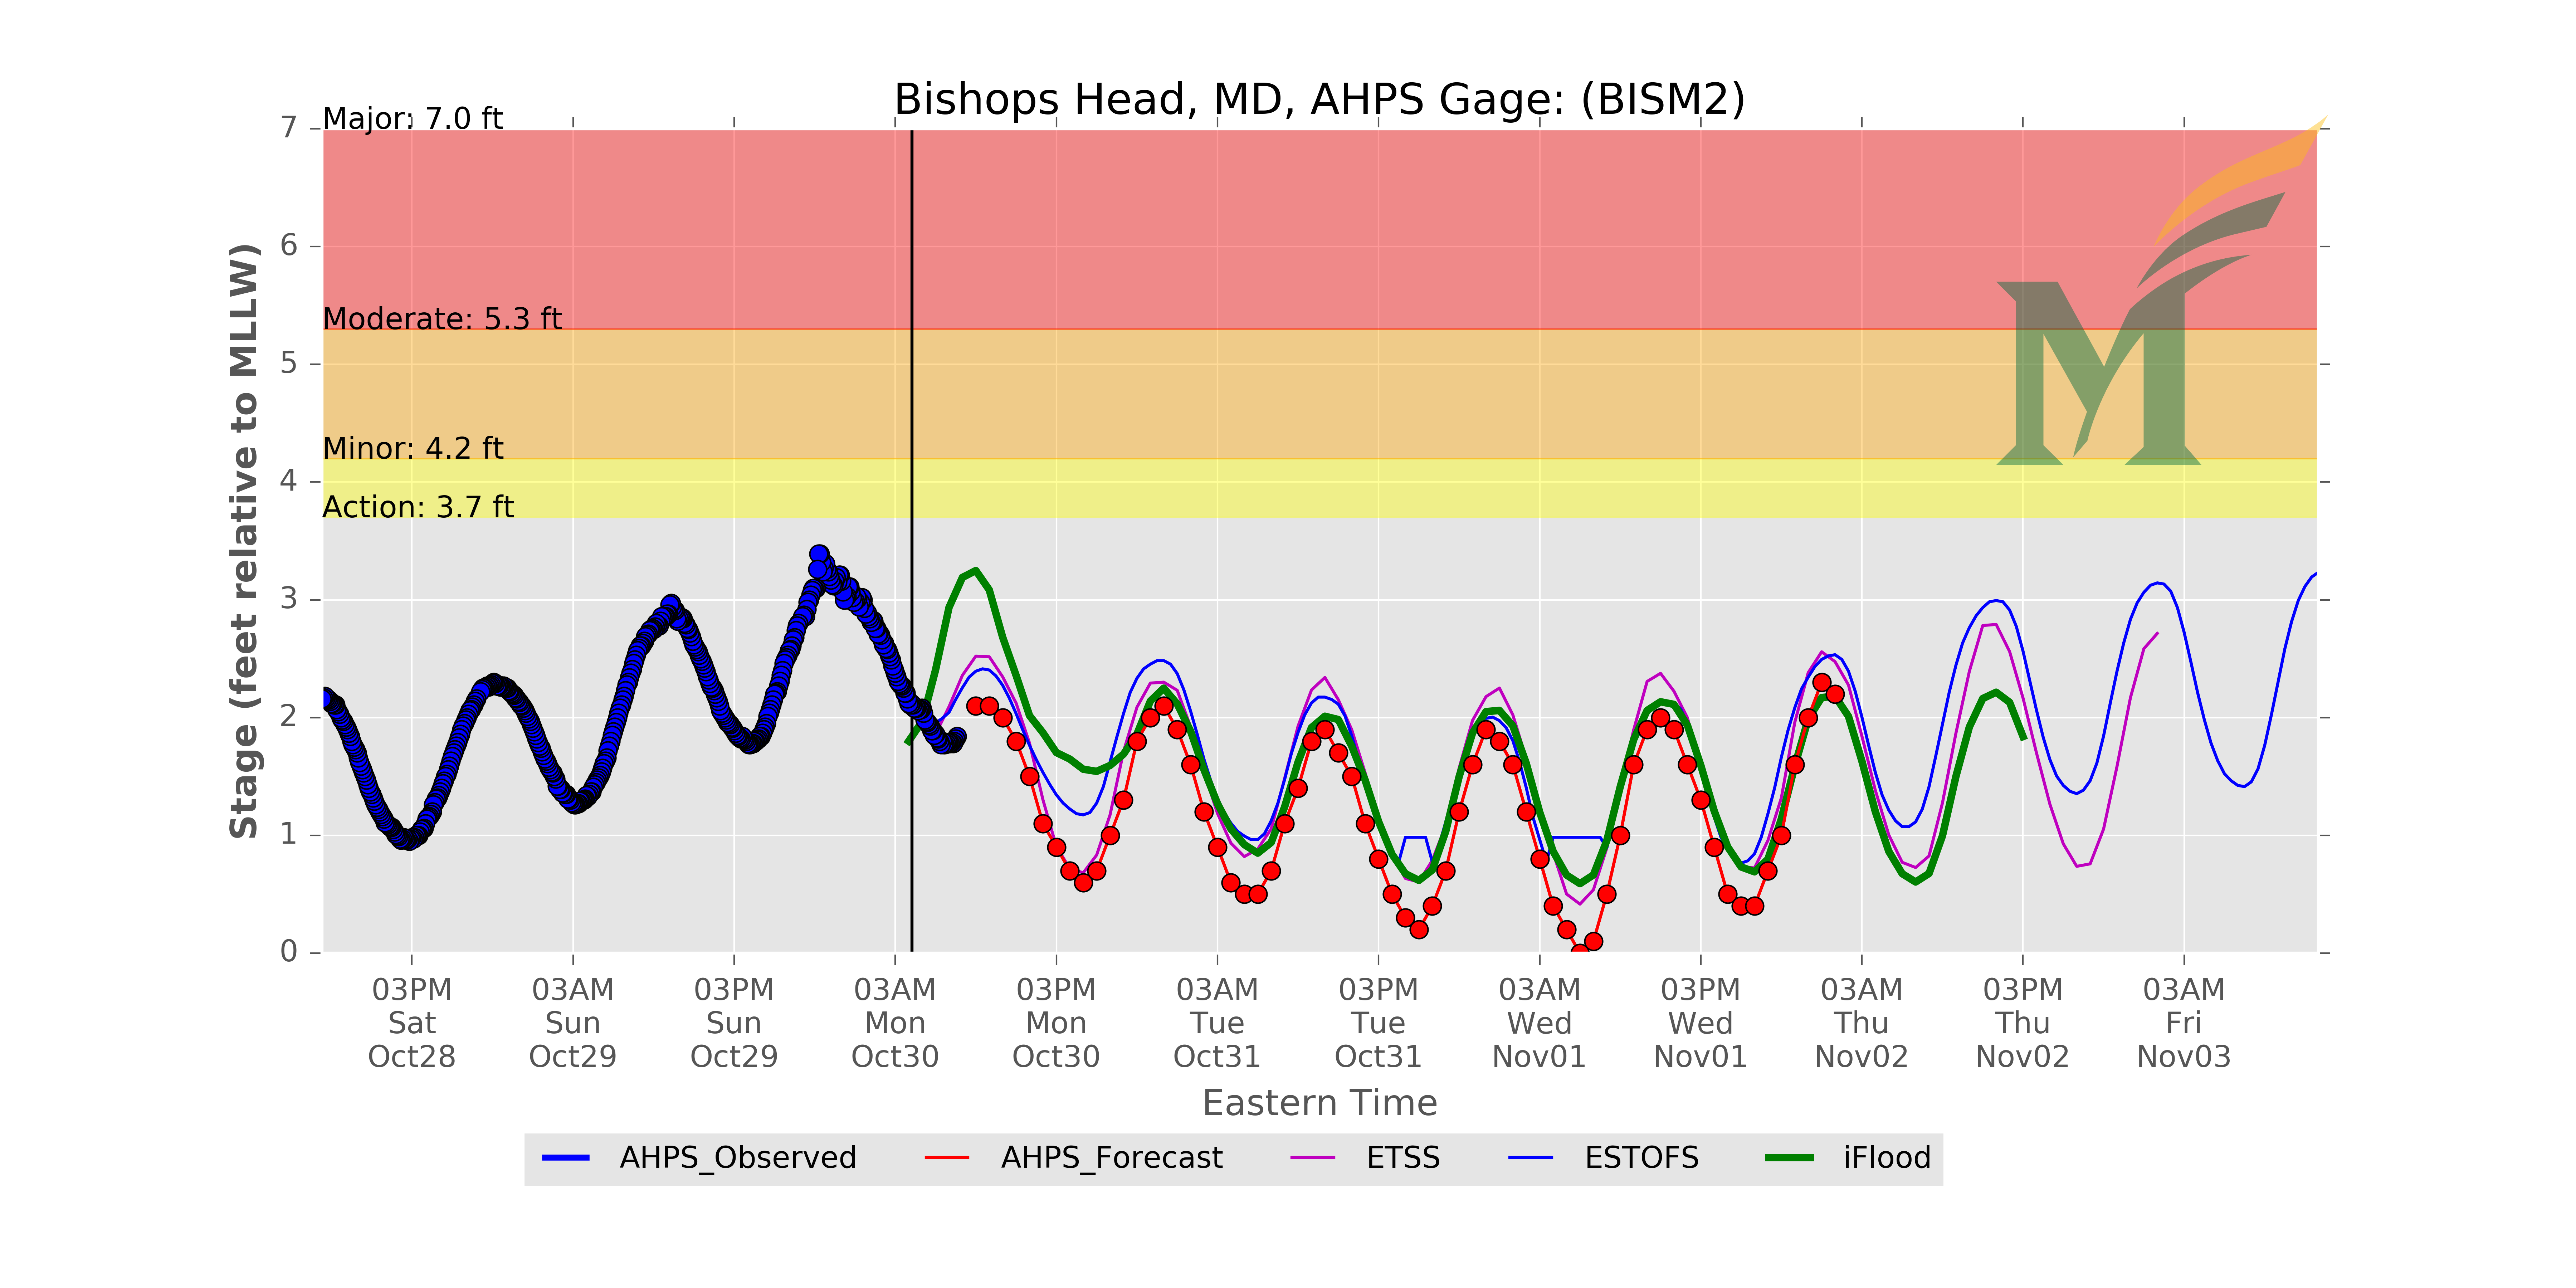 Bishops Head, MD, AHPS Gage: (BISM2)
Major: 7.0 ft
Moderate: 5.3 ft
Minor: 4.2 ft
Action: 3.7 ft
7
6
5
4
3
2
1
0
Stage (feet relative to MLLW)
03PM 03AM 03PM 03AM 03PM 03AM 03PM 03AM 03PM 03AM 03PM 03AM
Sat Sun Sun Mon Mon Tue Tue Wed Wed Thu Thu Fri
Oct28 Oct29 Oct29 Oct30 Oct30 Oct31 Oct31 Nov01 Nov01 Nov02 Nov02 Nov03
Eastern Time
AHPS_Observed AHPS_Forecast ETSS ESTOFS iFlood